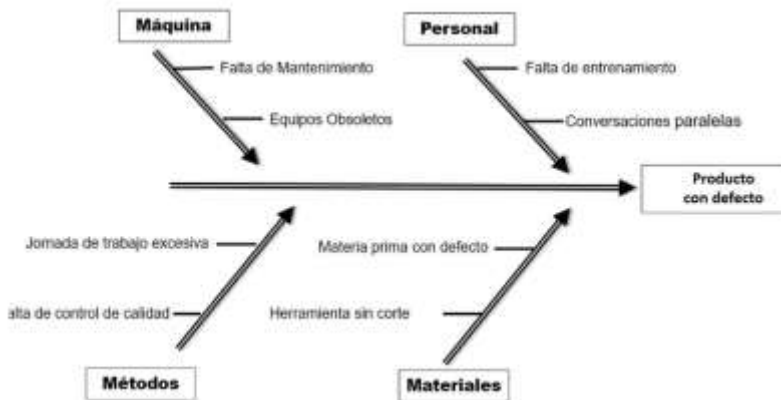 Máquina
Personal
Falta de Mantenimiento
Falta de entrenamiento
Equipos Obsoletos
Conversaciones paralelas
Producto
con defecto
Jornada de trabajo excesiva
Materia prima con defecto
alta de control de calidad
Herramienta sin corte
Métodos
Materiales